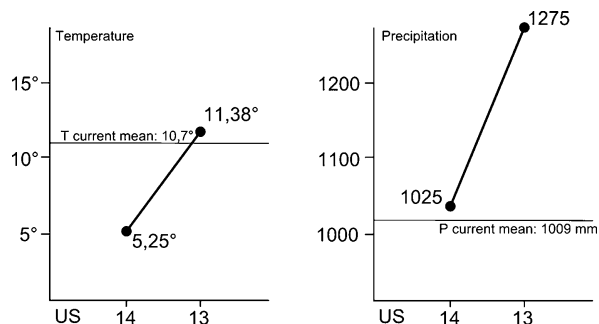 Temperature
15°
11,38°
T current mean: 10,7°
10°
5°
5,25°
US 14 13
Precipitation
1275
1200
1100
1025
P current mean: 1009 mm
1000
US 14 13